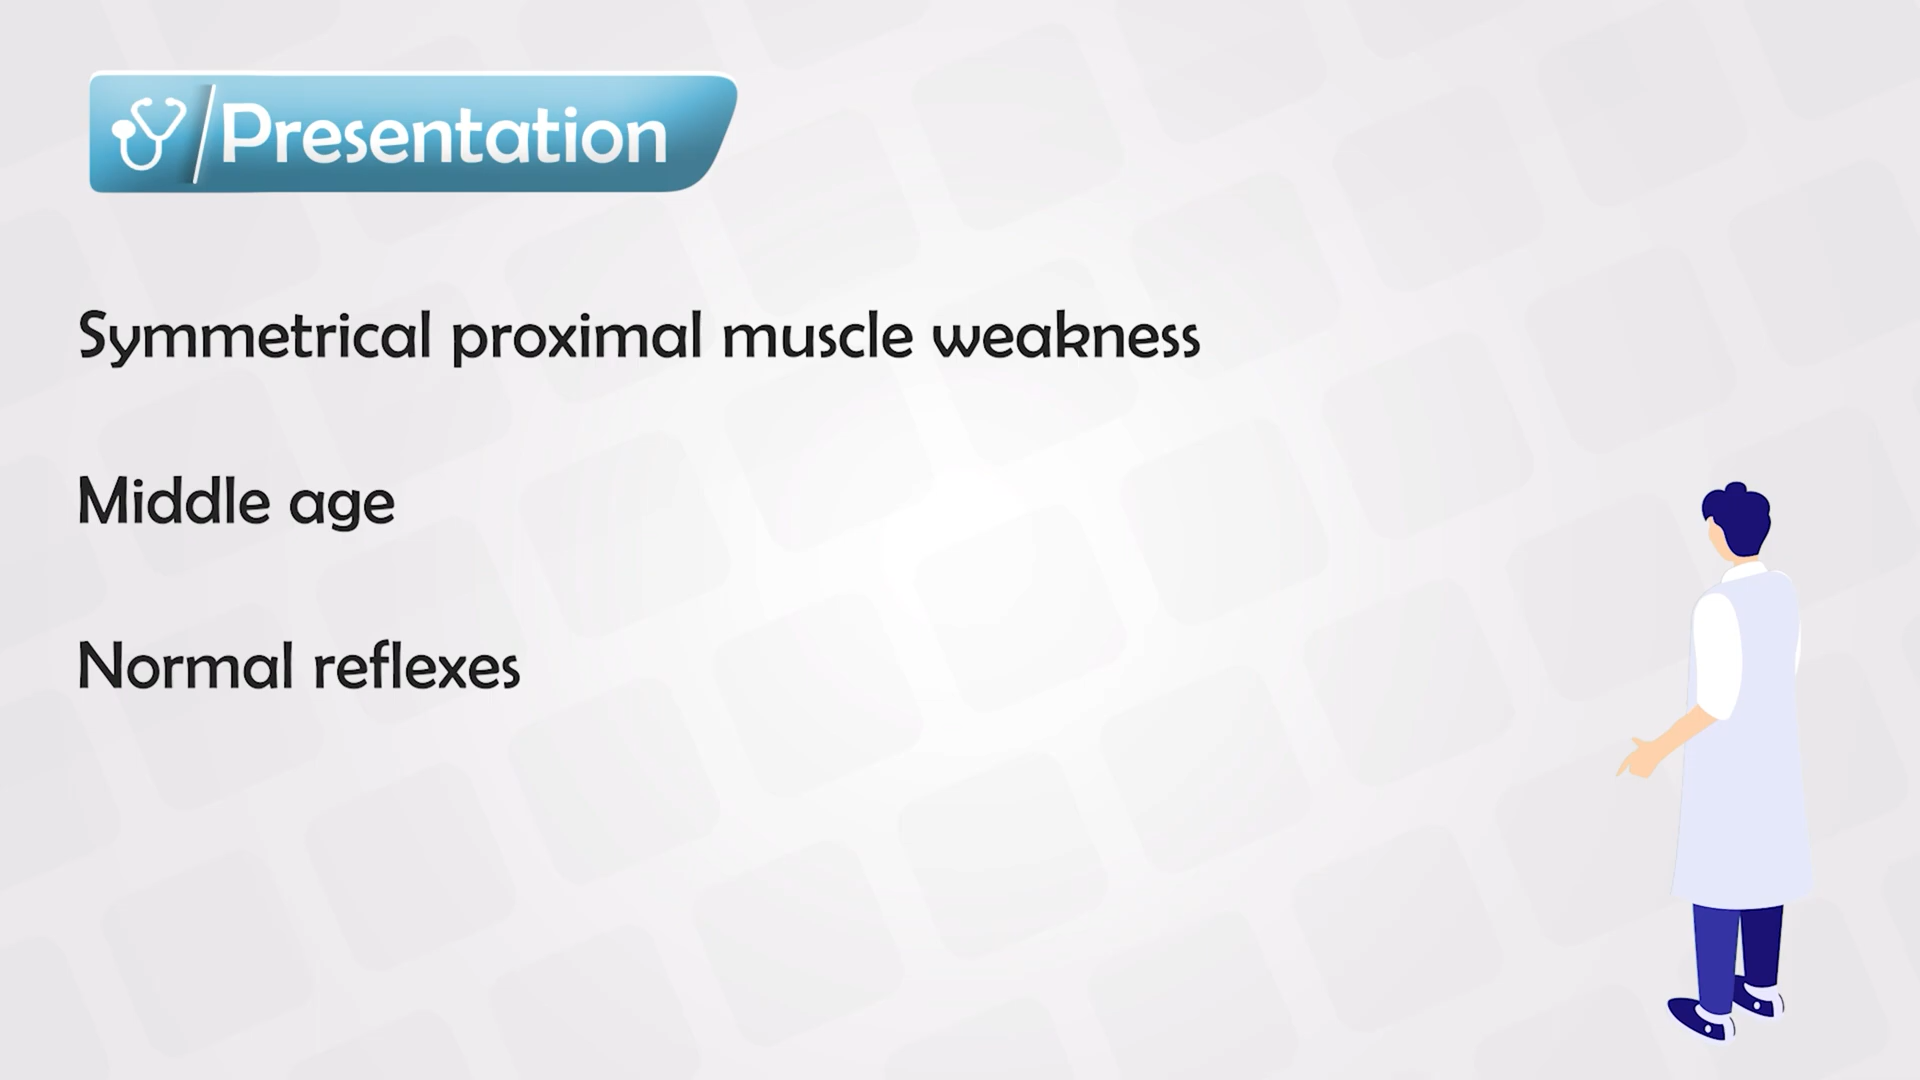 Presentation
Symmetrical proximal muscle weakness
Middle age
Normal reflexes